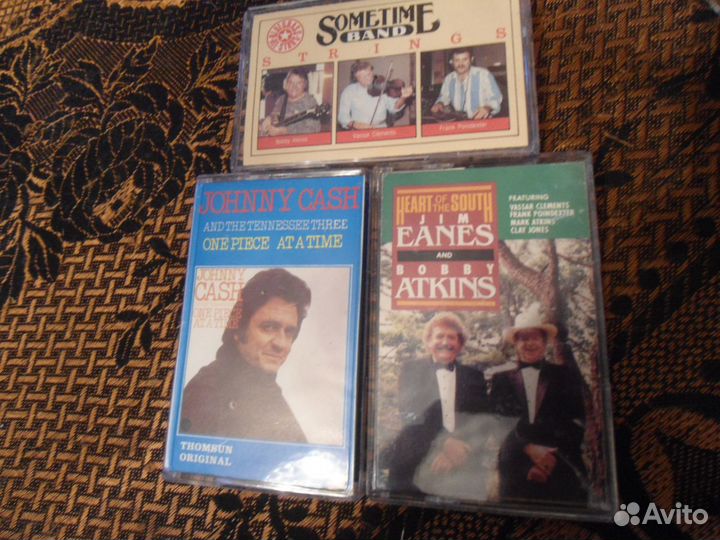 SOMETIME
BAND
STRINGS
Vassar Clements
Frank Poindexter
JOHNNY CASH
AND THE TENNESSEE THREE
ONE PIECE AT A TIME
JOHNNY
CASH
ONE PIECE
AT A TIME
THOMSÜN
ORIGINAL
HEART OF
THE SOUTH
JIM
EANES
AND
BOBBY
ATKINS
FEATURING
VASSAR CLEMENTS
FRANK POINDEXTER
MARK ATKINS
CLAY JONES
Avito